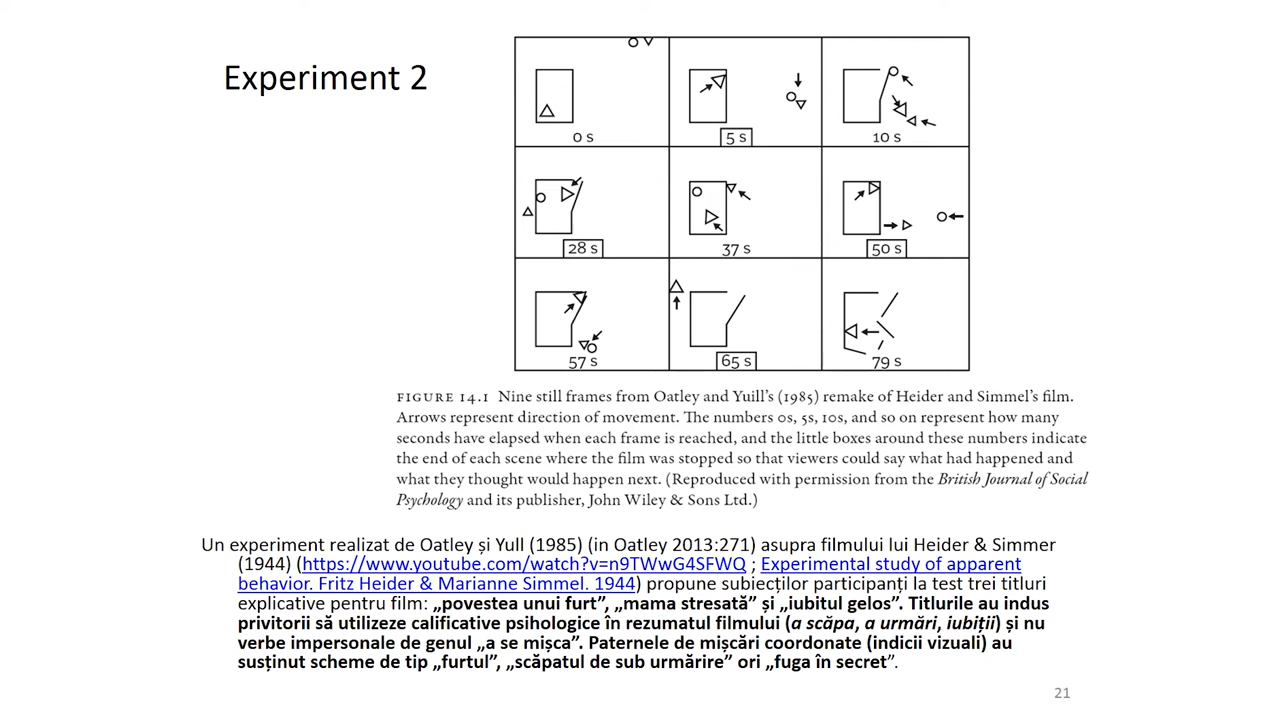 Experiment 2
0 s
5 s
10 s
28 s
37 s
50 s
57 s
65 s
79 s
FIGURE 14.1 Nine still frames from Oatley and Yuill's (1985) remake of Heider and Simmel's film.
Arrows represent direction of movement. The numbers 0s, 5s, 10s, and so on represent how many
seconds have elapsed when each frame is reached, and the little boxes around these numbers indicate
the end of each scene where the film was stopped so that viewers could say what had happened and
what they thought would happen next. (Reproduced with permission from the British Journal of Social
Psychology and its publisher, John Wiley & Sons Ltd.)
Un experiment realizat de Oatley și Yull (1985) (in Oatley 2013:271) asupra filmului lui Heider & Simmer
(1944) (https://www.youtube.com/watch?v=n9TWwG4SFWQ ; Experimental study of apparent
behavior. Fritz Heider & Marianne Simmel. 1944) propune subiecților participanți la test trei titluri
explicative pentru film: „povestea unui furt”, „mama stresată” și „iubitul gelos”. Titlurile au indus
privitorii să utilizeze calificative psihologice în rezumatul filmului (a scăpa, a urmări, iubiții) și nu
verbe impersonale de genul „a se mișca”. Paternele de mișcări coordonate (indicii vizuali) au
susținut scheme de tip „furtul”, „scăpatul de sub urmărire” ori „fuga în secret”.
21